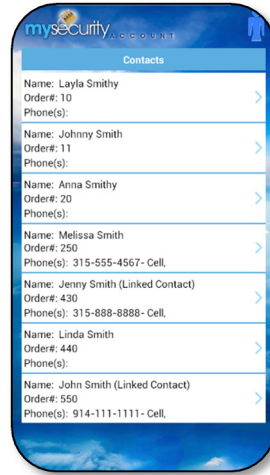 mysecurity
ACCOUNT
Contacts
Name: Layla Smithy
Order#: 10
Phone(s):
Name: Johnny Smith
Order#: 11
Phone(s):
Name: Anna Smithy
Order#: 20
Phone(s):
Name: Melissa Smith
Order#: 250
Phone(s): 315-555-4567- Cell,
Name: Jenny Smith (Linked Contact)
Order#: 430
Phone(s): 315-888-8888- Cell,
Name: Linda Smith
Order#: 440
Phone(s):
Name: John Smith (Linked Contact)
Order#: 550
Phone(s): 914-111-1111- Cell,